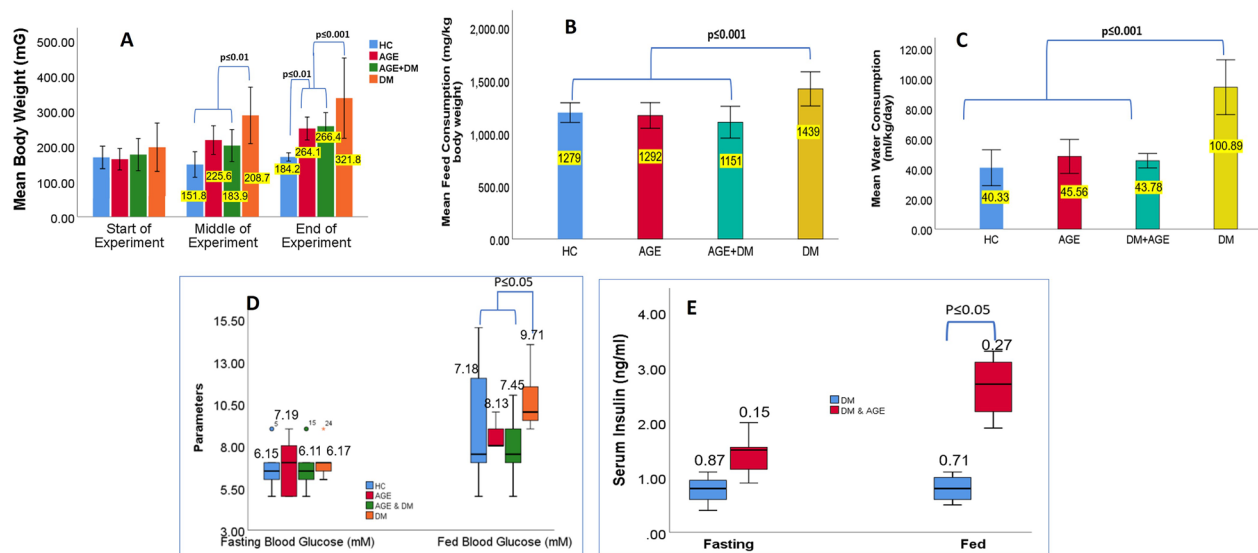 A
Mean Body Weight (mG)
500.00
400.00
300.00
200.00
100.00
0.00
p≤0.01
p≤0.001
p≤0.01
HC
AGE
AGE+DM
DM
151.8
225.6
183.9
208.7
184.2
264.1
266.4
321.8
Start of Experiment
Middle of Experiment
End of Experiment
B
Mean Feed Consumption (mg/kg body weight)
2,000.00
1,500.00
1,000.00
500.00
0.00
p≤0.001
1279
1292
1151
1439
HC
AGE
AGE+DM
DM
C
Mean Water Consumption (ml/kg/day)
120.00
100.00
80.00
60.00
40.00
20.00
0.00
p≤0.001
40.33
45.56
43.78
100.89
HC
AGE
DM+AGE
DM
D
Parameters
15.50
13.00
10.50
8.00
5.50
3.00
P≤0.05
6.15
5
7.19
15
6.11
24
6.17
7.18
8.13
7.45
9.71
HC
AGE
AGE & DM
DM
Fasting Blood Glucose (mM)
Fed Blood Glucose (mM)
E
Serum Insulin (ng/ml)
4.00
3.00
2.00
1.00
.00
P≤0.05
0.87
0.15
0.71
0.27
DM
DM & AGE
Fasting
Fed